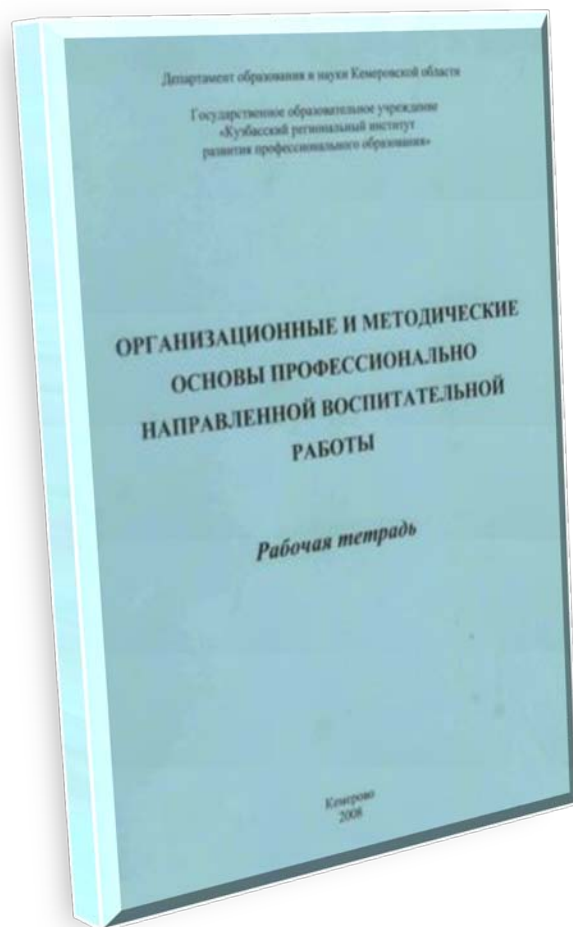 Департамент образования и науки Кемеровской области
Государственное образовательное учреждение
«Кузбасский региональный институт
развития профессионального образования»
ОРГАНИЗАЦИОННЫЕ И МЕТОДИЧЕСКИЕ
ОСНОВЫ ПРОФЕССИОНАЛЬНО
НАПРАВЛЕННОЙ ВОСПИТАТЕЛЬНОЙ
РАБОТЫ
Рабочая тетрадь
Кемерово
2008